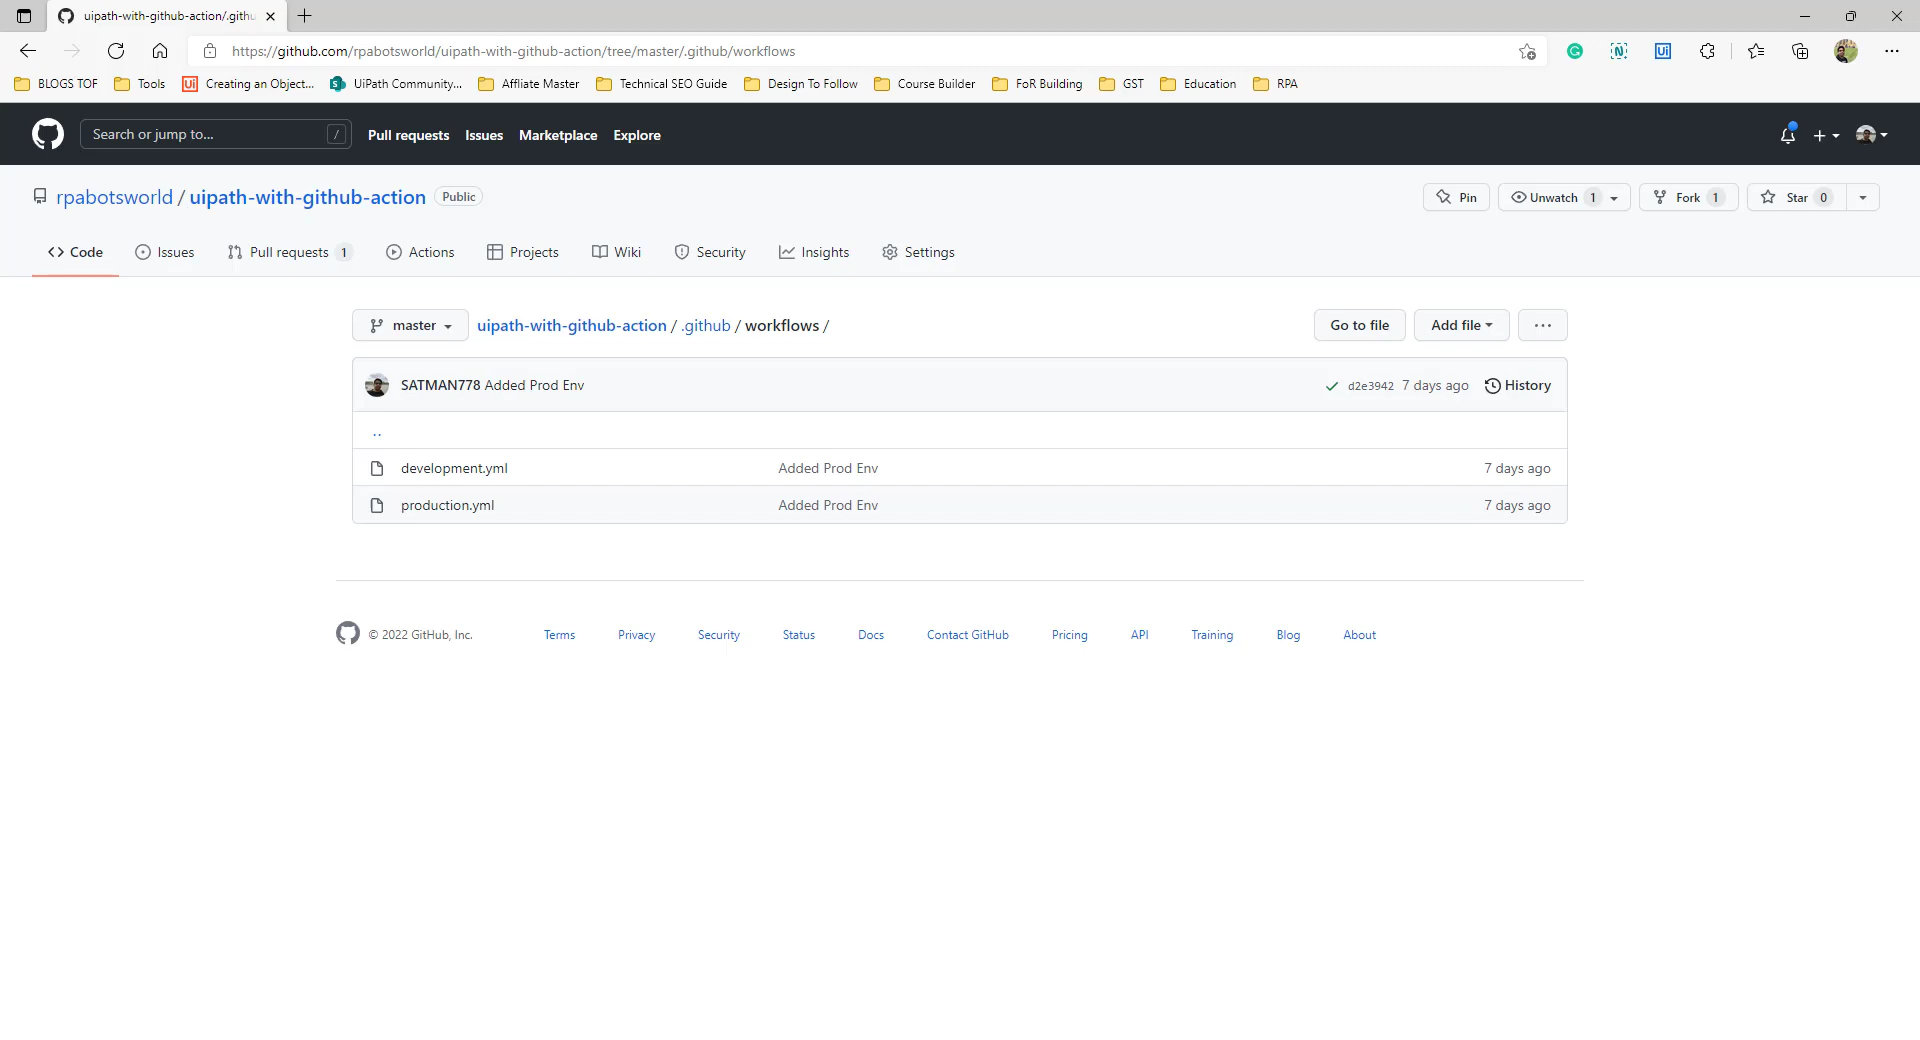 uipath-with-github-action/.githu
https://github.com/rpabotsworld/uipath-with-github-action/tree/master/.github/workflows
BLOGS TOF Tools Ui Creating an Object... S UiPath Community... Affliate Master Technical SEO Guide Design To Follow Course Builder FoR Building GST Education RPA
Search or jump to... / Pull requests Issues Marketplace Explore
rpabotsworld / uipath-with-github-action Public Pin Unwatch 1 Fork 1 Star 0
Code Issues Pull requests 1 Actions Projects Wiki Security Insights Settings
master uipath-with-github-action / .github / workflows / Go to file Add file ...
SATMAN778 Added Prod Env d2e3942 7 days ago History
..
development.yml Added Prod Env 7 days ago
production.yml Added Prod Env 7 days ago
© 2022 GitHub, Inc. Terms Privacy Security Status Docs Contact GitHub Pricing API Training Blog About